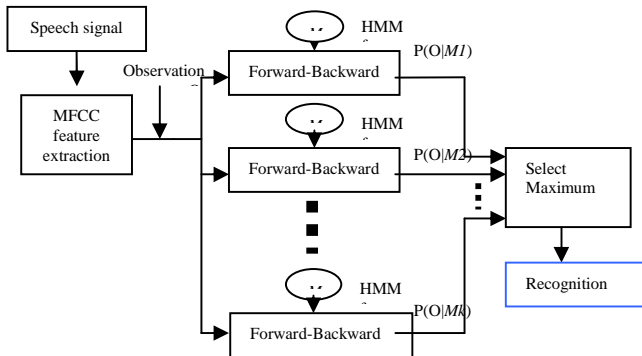 Speech signal
MFCC
feature
extraction
Observation
HMM
Forward-Backward
P(O|M1)
HMM
Forward-Backward
P(O|M2)
HMM
Forward-Backward
P(O|Mk)
Select
Maximum
Recognition